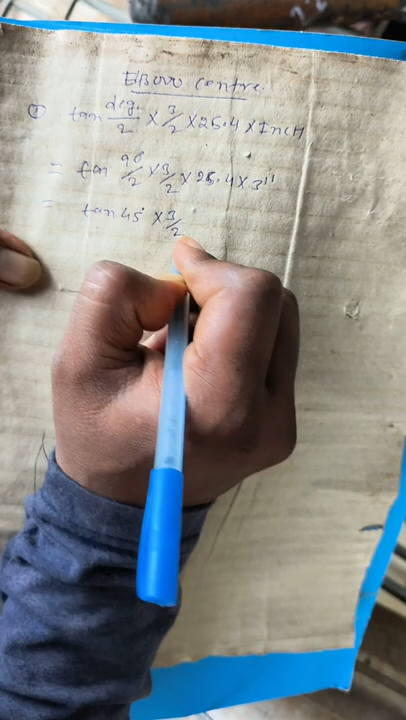 Elbow Centre.
① tan deg./2 × 3/2 × 25.4 × Inch
= tan 90/2 × 3/2 × 25.4 × 3"
= tan 45° × 3/2